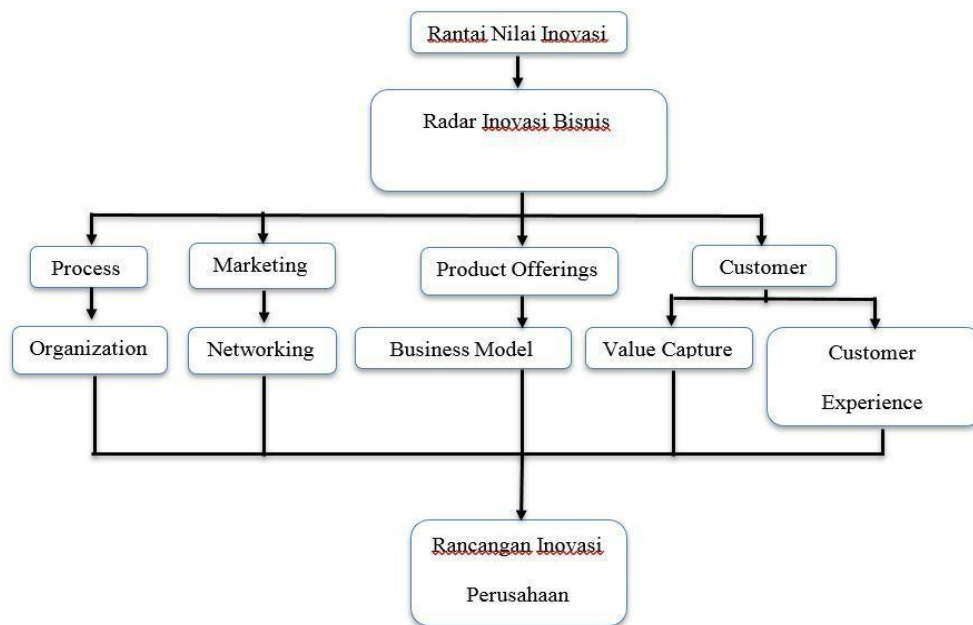 Rantai Nilai Inovasi
Radar Inovasi Bisnis
Process
Marketing
Product Offerings
Customer
Organization
Networking
Business Model
Value Capture
Customer
Experience
Rancangan Inovasi
Perusahaan